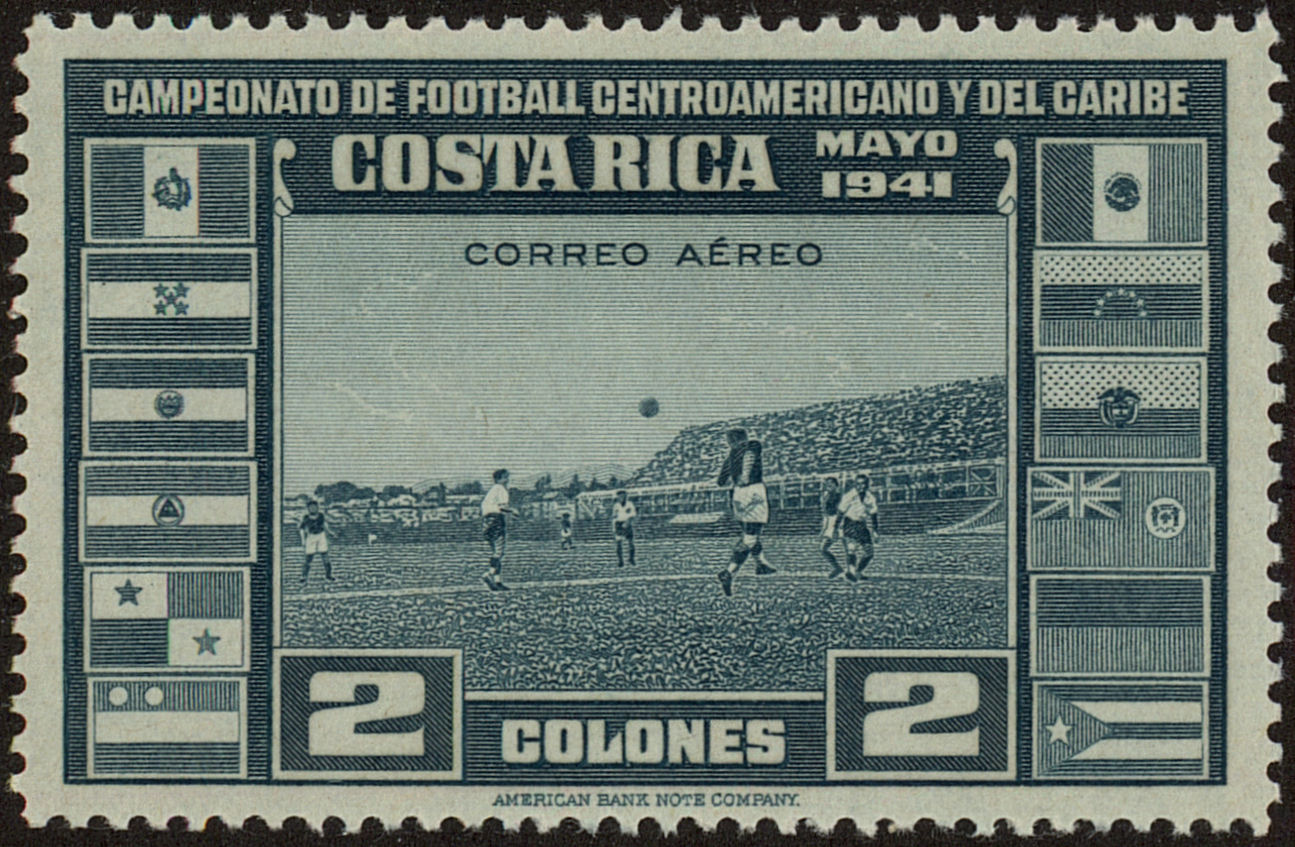 CAMPEONATO DE FOOTBALL CENTROAMERICANO Y DEL CARIBE
COSTA RICA MAYO 1941
CORREO AÉREO
2 COLONES 2
AMERICAN BANK NOTE COMPANY.